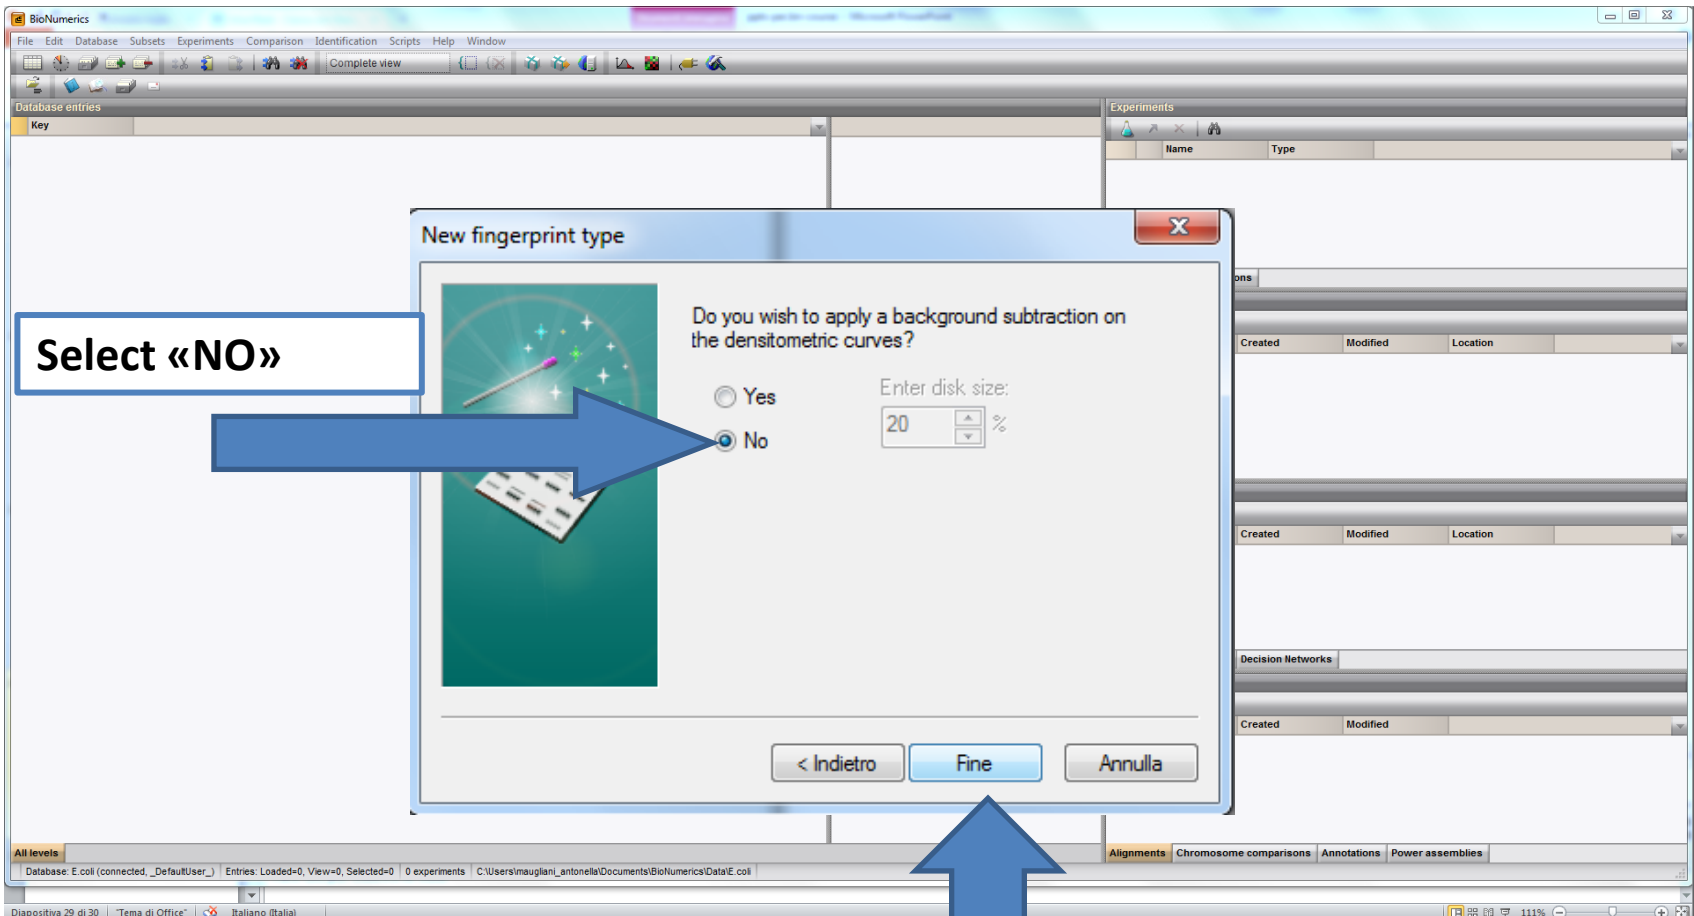 BioNumerics
File Edit Database Subsets Experiments Comparison Identification Scripts Help Window
Complete view
Database entries
Key
Experiments
Name Type
New fingerprint type
ons
Do you wish to apply a background subtraction on
the densitometric curves?
Select «NO»
Created Modified Location
Yes
Enter disk size:
20 %
No
Created Modified Location
Decision Networks
Created Modified
< Indietro Fine Annulla
All levels
Alignments Chromosome comparisons Annotations Power assemblies
Database: E.coli (connected, _DefaultUser_) Entries: Loaded=0, View=0, Selected=0 0 experiments C:\Users\maugliani_antonella\Documents\BioNumerics\Data\E.coli
Diapositiva 29 di 30 "Tema di Office" Italiano (Italia) 111%